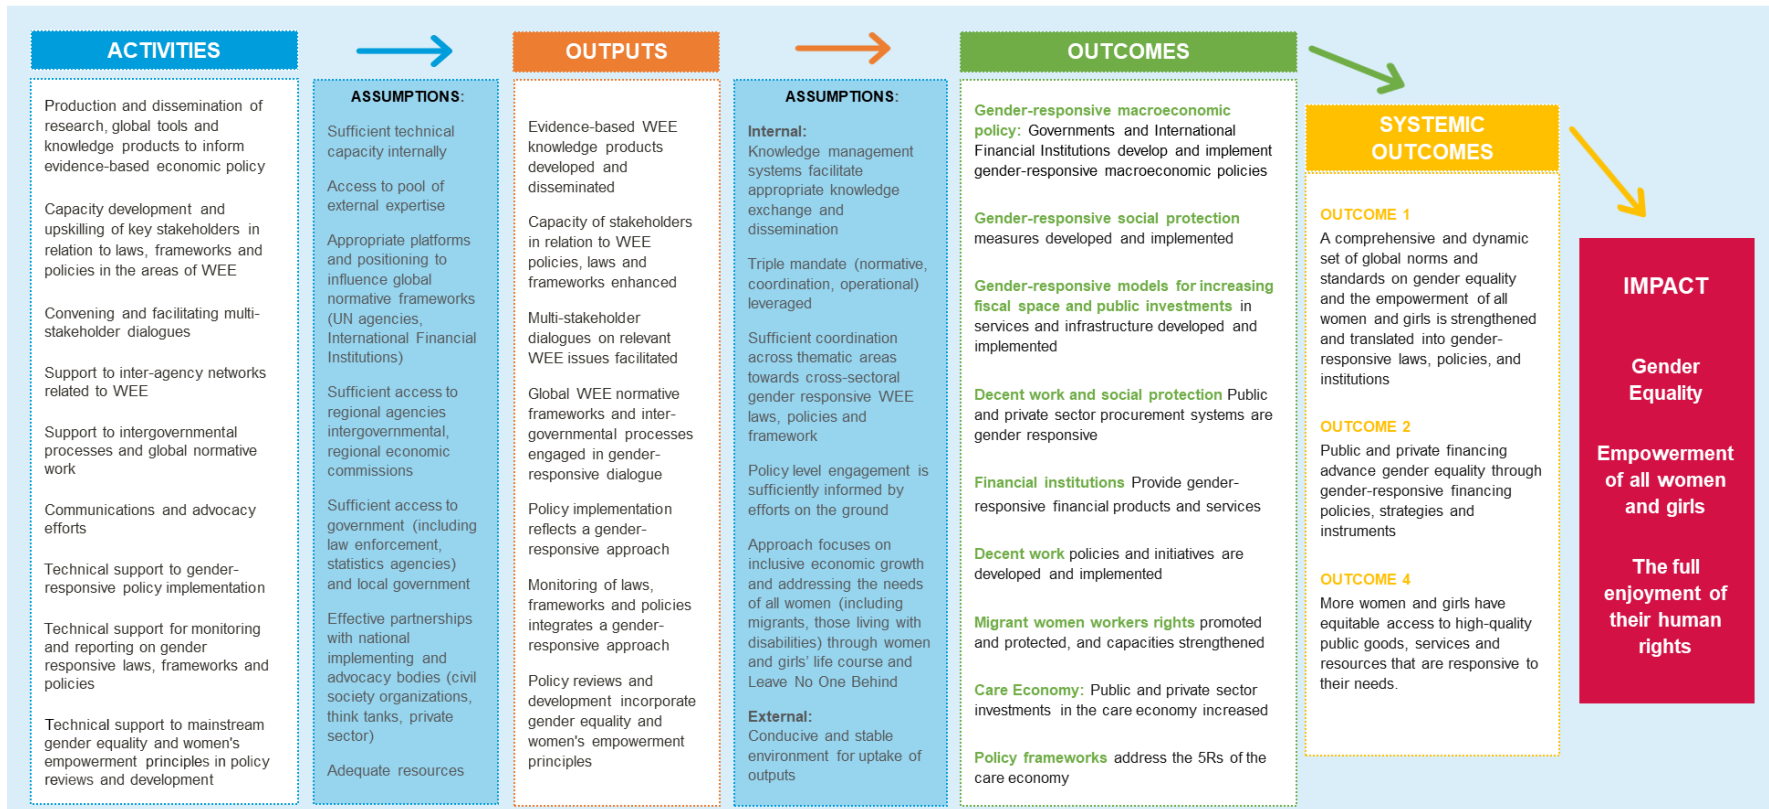 ACTIVITIES
Production and dissemination of
research, global tools and
knowledge products to inform
evidence-based economic policy
Capacity development and
upskilling of key stakeholders in
relation to laws, frameworks and
policies in the areas of WEE
Convening and facilitating multi-
stakeholder dialogues
Support to inter-agency networks
related to WEE
Support to intergovernmental
processes and global normative
work
Communications and advocacy
efforts
Technical support to gender-
responsive policy implementation
Technical support for monitoring
and reporting on gender
responsive laws, frameworks and
policies
Technical support to mainstream
gender equality and women's
empowerment principles in policy
reviews and development
ASSUMPTIONS:
Sufficient technical
capacity internally
Access to pool of
external expertise
Appropriate platforms
and positioning to
influence global
normative frameworks
(UN agencies,
International Financial
Institutions)
Sufficient access to
regional agencies
intergovernmental,
regional economic
commissions
Sufficient access to
government (including
law enforcement,
statistics agencies)
and local government
Effective partnerships
with national
implementing and
advocacy bodies (civil
society organizations,
think tanks, private
sector)
Adequate resources
OUTPUTS
Evidence-based WEE
knowledge products
developed and
disseminated
Capacity of stakeholders
in relation to WEE
policies, laws and
frameworks enhanced
Multi-stakeholder
dialogues on relevant
WEE issues facilitated
Global WEE normative
frameworks and inter-
governmental processes
engaged in gender-
responsive dialogue
Policy implementation
reflects a gender-
responsive approach
Monitoring of laws,
frameworks and policies
integrates a gender-
responsive approach
Policy reviews and
development incorporate
gender equality and
women's empowerment
principles
ASSUMPTIONS:
Internal:
Knowledge management
systems facilitate
appropriate knowledge
exchange and
dissemination
Triple mandate (normative,
coordination, operational)
leveraged
Sufficient coordination
across thematic areas
towards cross-sectoral
gender responsive WEE
laws, policies and
framework
Policy level engagement is
sufficiently informed by
efforts on the ground
Approach focuses on
inclusive economic growth
and addressing the needs
of all women (including
migrants, those living with
disabilities) through women
and girls' life course and
Leave No One Behind
External:
Conducive and stable
environment for uptake of
outputs
OUTCOMES
Gender-responsive macroeconomic
policy: Governments and International
Financial Institutions develop and implement
gender-responsive macroeconomic policies
Gender-responsive social protection
measures developed and implemented
Gender-responsive models for increasing
fiscal space and public investments in
services and infrastructure developed and
implemented
Decent work and social protection Public
and private sector procurement systems are
gender responsive
Financial institutions Provide gender-
responsive financial products and services
Decent work policies and initiatives are
developed and implemented
Migrant women workers rights promoted
and protected, and capacities strengthened
Care Economy: Public and private sector
investments in the care economy increased
Policy frameworks address the 5Rs of the
care economy
SYSTEMIC
OUTCOMES
OUTCOME 1
A comprehensive and dynamic
set of global norms and
standards on gender equality
and the empowerment of all
women and girls is strengthened
and translated into gender-
responsive laws, policies, and
institutions
OUTCOME 2
Public and private financing
advance gender equality through
gender-responsive financing
policies, strategies and
instruments
OUTCOME 4
More women and girls have
equitable access to high-quality
public goods, services and
resources that are responsive to
their needs.
IMPACT
Gender
Equality
Empowerment
of all women
and girls
The full
enjoyment of
their human
rights